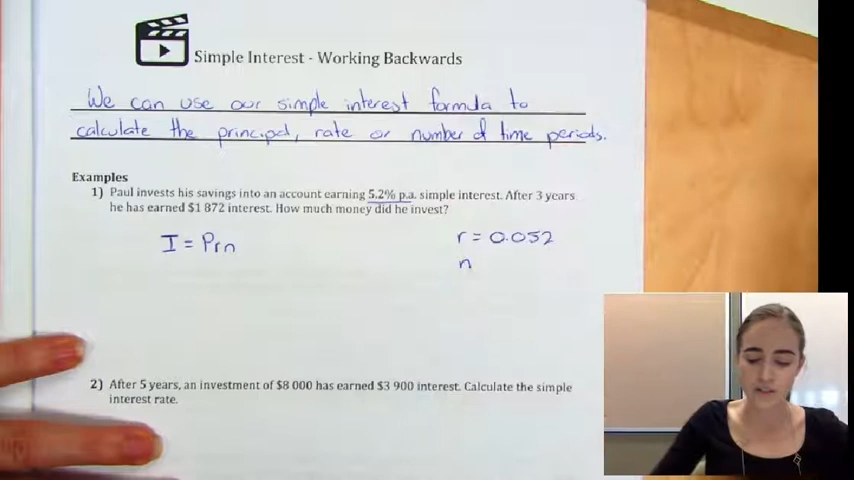 Simple Interest - Working Backwards
We can use our simple interest formula to
calculate the principal, rate or number of time periods.
Examples
1) Paul invests his savings into an account earning 5.2% p.a. simple interest. After 3 years
he has earned $1 872 interest. How much money did he invest?
I = Prn
r = 0.052
n
2) After 5 years, an investment of $8 000 has earned $3 900 interest. Calculate the simple
interest rate.